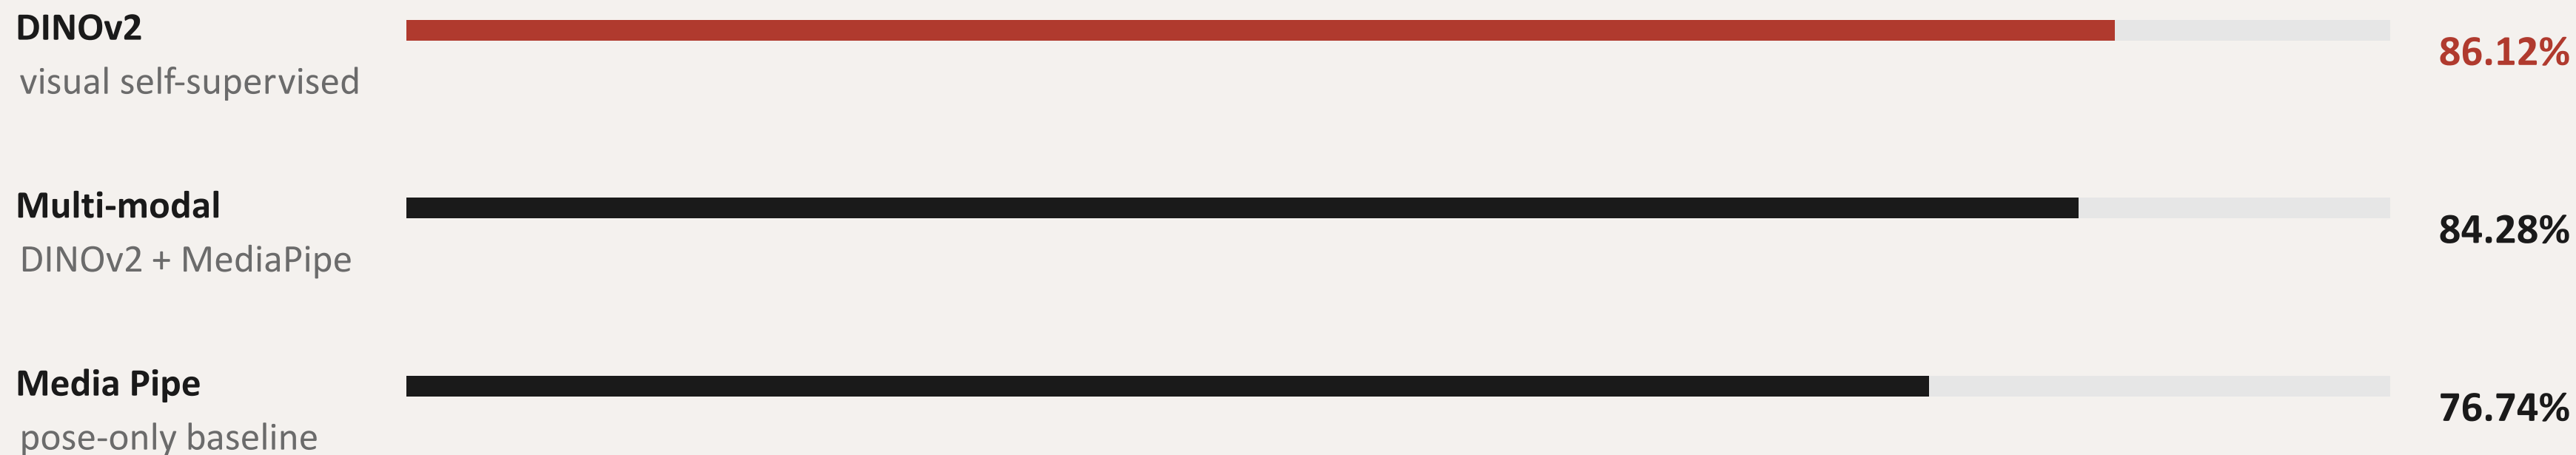 DINOv2
86.12%
visual self-supervised
Multi-modal
84.28%
DINOv2 + MediaPipe
Media Pipe
76.74%
pose-only baseline